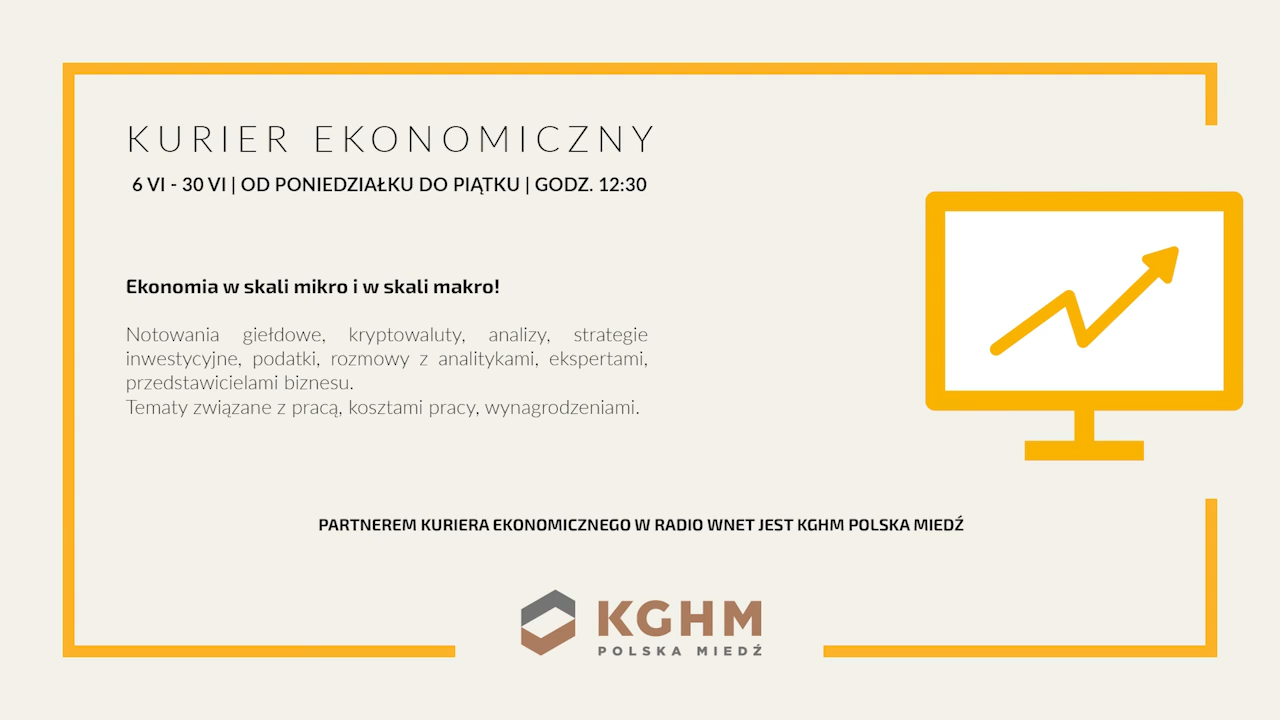 KURIER EKONOMICZNY
6 VI - 30 VI | OD PONIEDZIAŁKU DO PIĄTKU | GODZ. 12:30
Ekonomia w skali mikro i w skali makro!
Notowania giełdowe, kryptowaluty, analizy, strategie
inwestycyjne, podatki, rozmowy z analitykami, ekspertami,
przedstawicielami biznesu.
Tematy związane z pracą, kosztami pracy, wynagrodzeniami.
PARTNEREM KURIERA EKONOMICZNEGO W RADIO WNET JEST KGHM POLSKA MIEDŹ
KGHM
POLSKA MIEDŹ